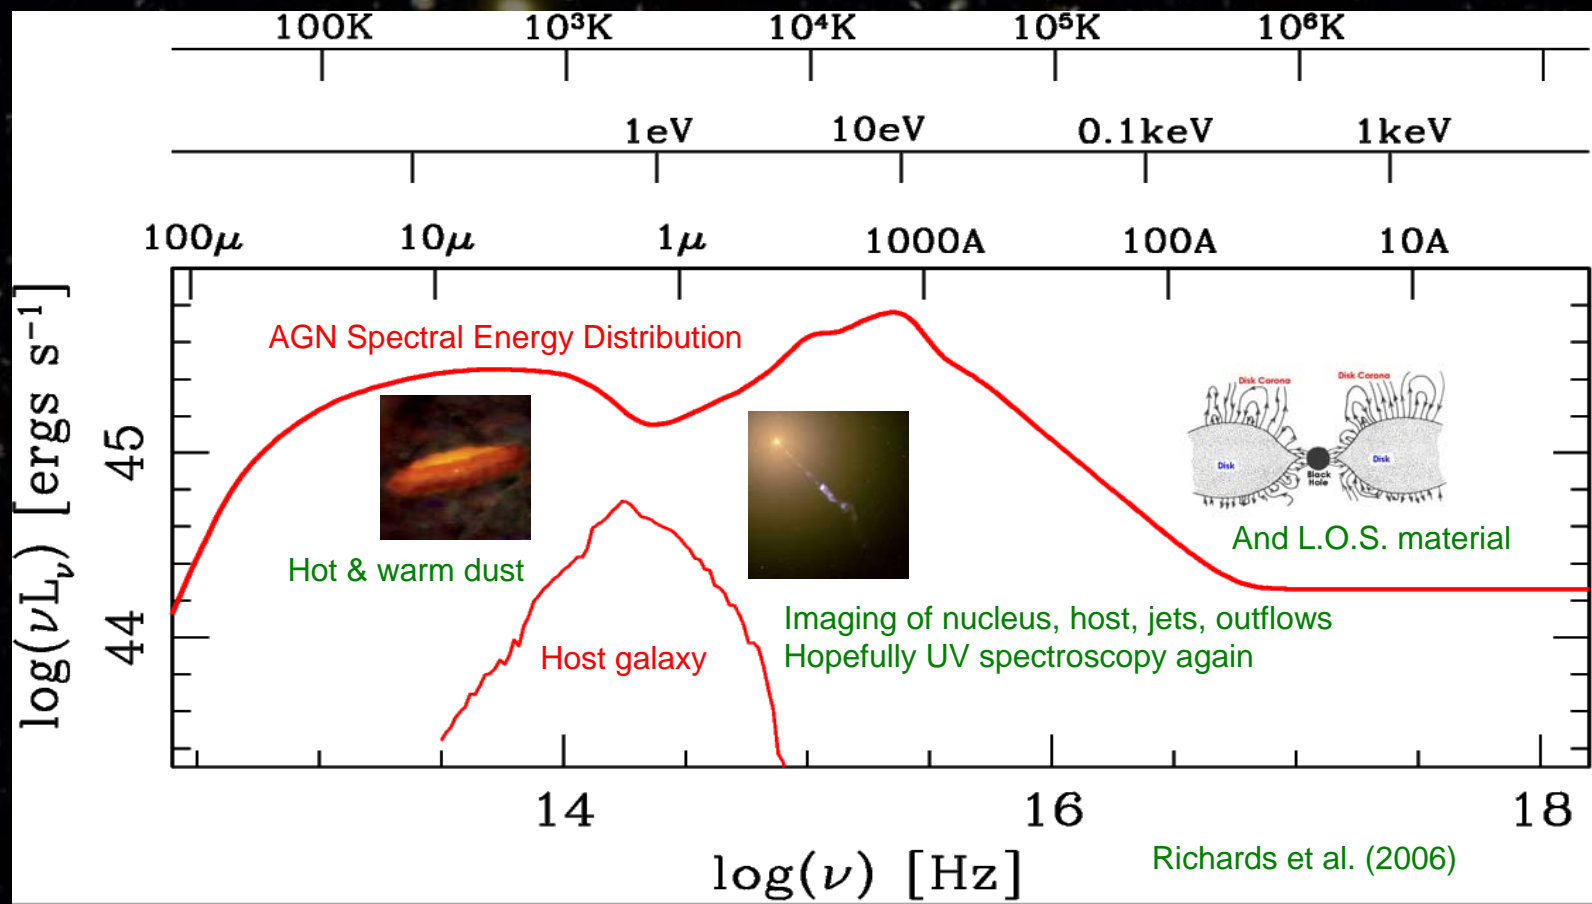 100K 10³K 10⁴K 10⁵K 10⁶K
1eV 10eV 0.1keV 1keV
100μ 10μ 1μ 1000A 100A 10A
log(νLᵥ) [ergs s⁻¹]
45
44
AGN Spectral Energy Distribution
Disk Corona Disk Corona
Disk Black Hole Disk
And L.O.S. material
Hot & warm dust
Host galaxy
Imaging of nucleus, host, jets, outflows
Hopefully UV spectroscopy again
14 16 18
log(ν) [Hz]
Richards et al. (2006)